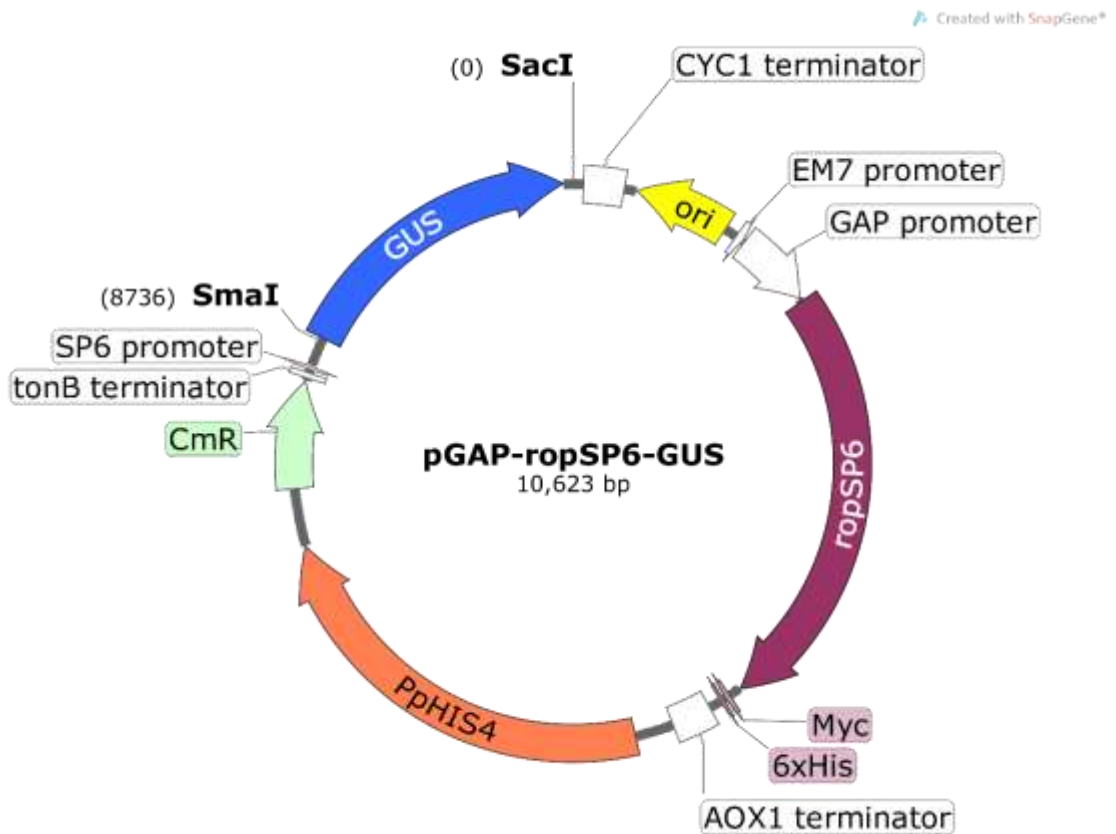 Created with SnapGene®
(0) SacI
CYC1 terminator
EM7 promoter
ori
GAP promoter
GUS
(8736) SmaI
SP6 promoter
tonB terminator
CmR
pGAP-ropSP6-GUS
10,623 bp
ropSP6
PpHIS4
Myc
6xHis
AOX1 terminator